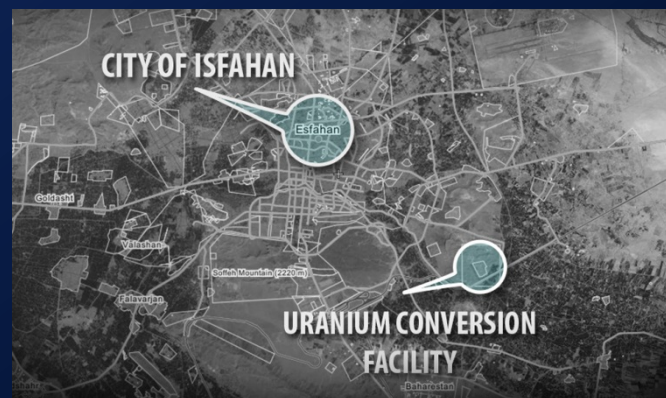 CITY OF ISFAHAN
Esfahan
Goldasht
Valashan
Soffeh Mountain (2220 m)
Falavarjan
URANIUM CONVERSION
FACILITY
Baharestan